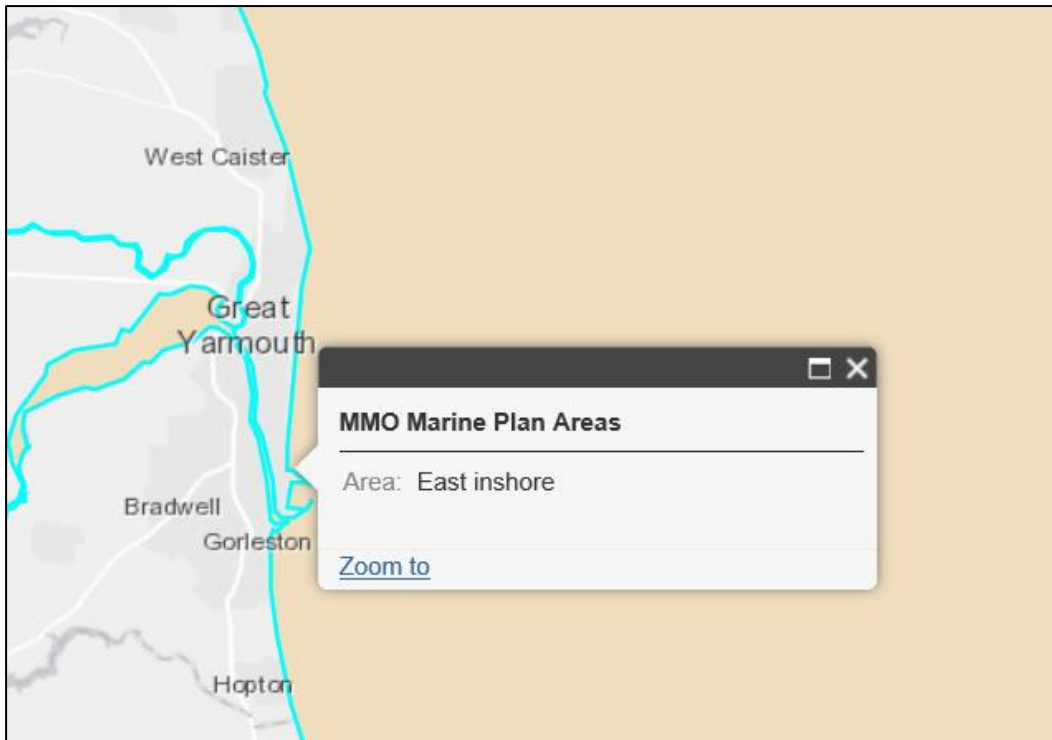 West Caister
Great
Yarmouth
MMO Marine Plan Areas
Area: East inshore
Bradwell
Gorleston
Zoom to
Hopton